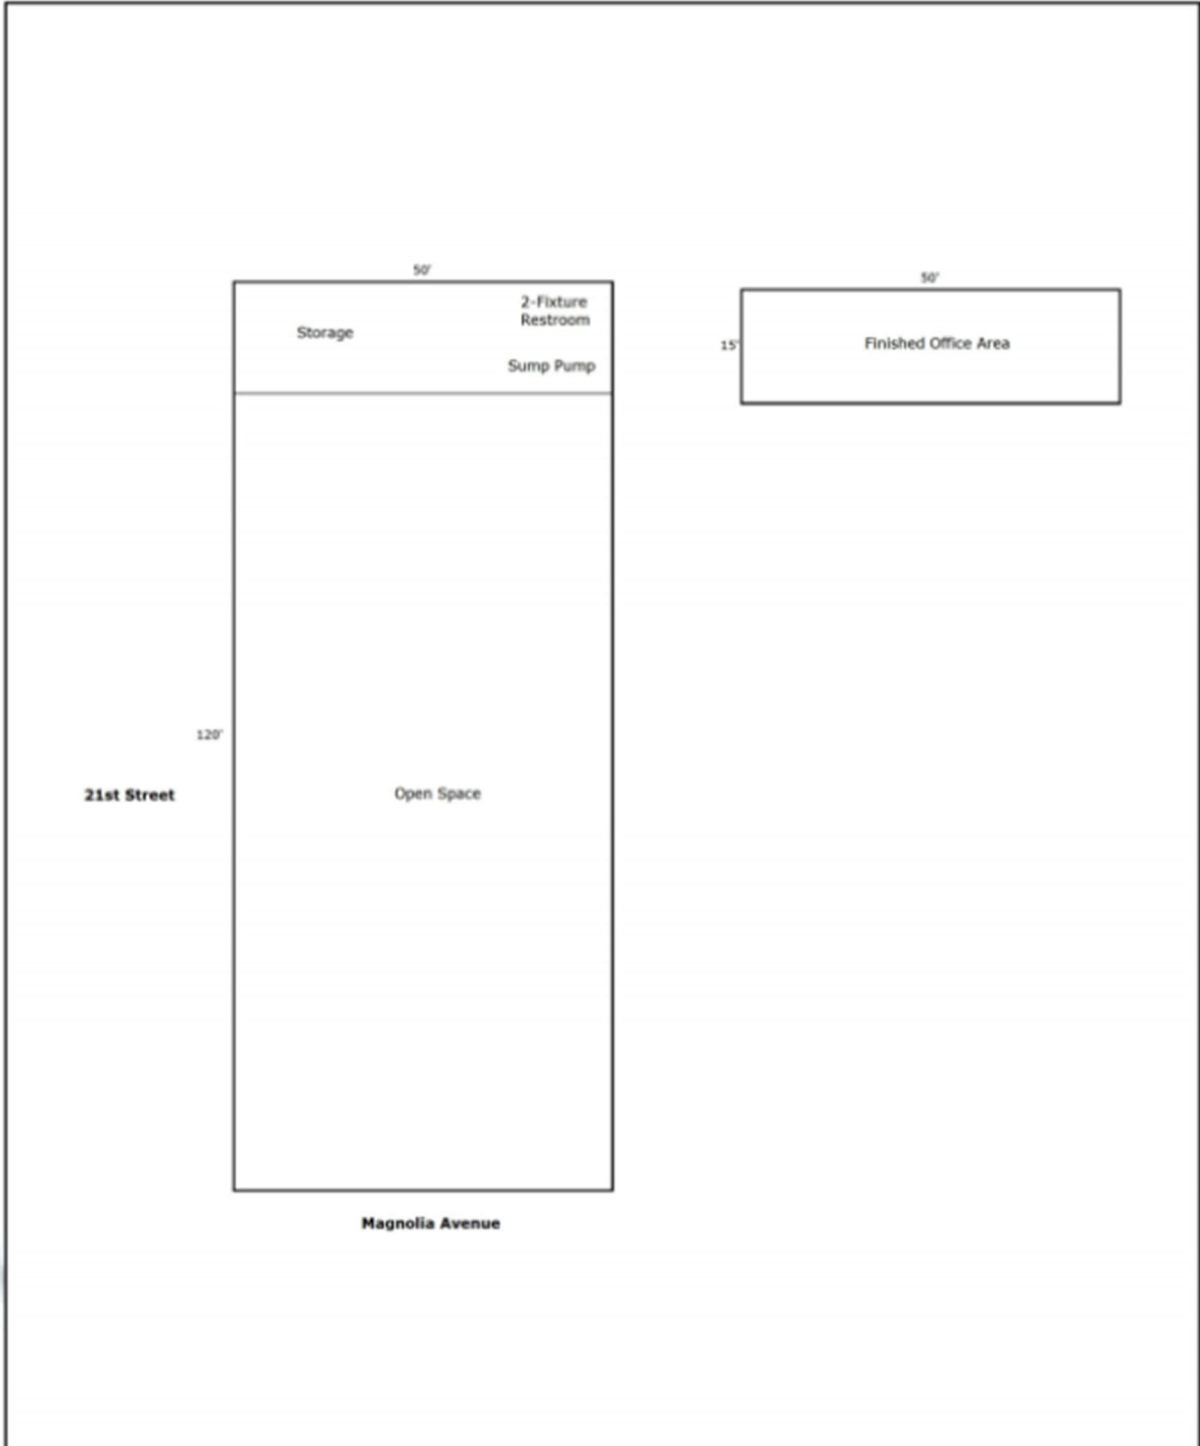 50'
50'
2-Fixture
Restroom
Storage
Sump Pump
15'
Finished Office Area
120'
21st Street
Open Space
Magnolia Avenue